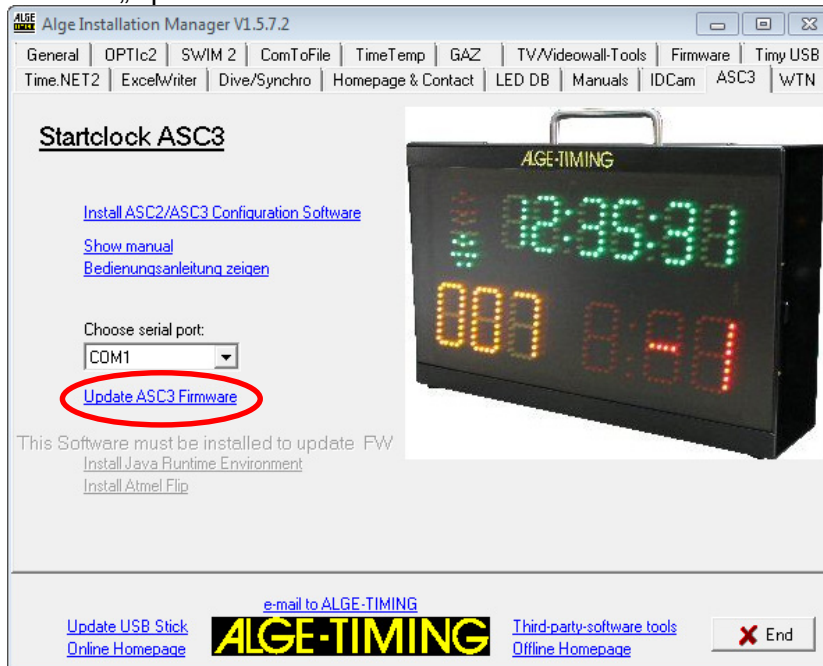 Alge Installation Manager V1.5.7.2
General OPTIc2 SWIM 2 ComToFile TimeTemp GAZ TV/Videowall-Tools Firmware Timy USB
Time.NET2 ExcelWriter Dive/Synchro Homepage & Contact LED DB Manuals IDCam ASC3 WTN
Startclock ASC3
ALGE-TIMING
12:35:31
007 -1
Install ASC2/ASC3 Configuration Software
Show manual
Bedienungsanleitung zeigen
Choose serial port:
COM1
Update ASC3 Firmware
This Software must be installed to update FW
Install Java Runtime Environment
Install Atmel Flip
e-mail to ALGE-TIMING
Update USB Stick
Online Homepage
ALGE-TIMING
Third-party-software tools
Offline Homepage
End